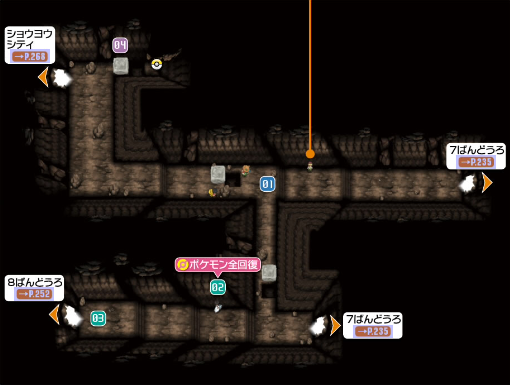 ショウヨウ
シティ
→P.268
04
7ばんどうろ
→P.235
01
ポケモン全回復
8ばんどうろ
→P.252
02
03
7ばんどうろ
→P.235